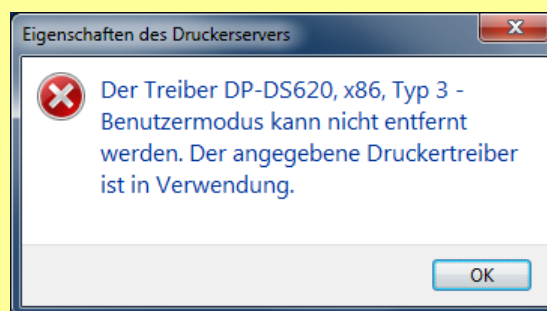 Eigenschaften des Druckerservers
Der Treiber DP-DS620, x86, Typ 3 -
Benutzermodus kann nicht entfernt
werden. Der angegebene Druckertreiber
ist in Verwendung.
OK